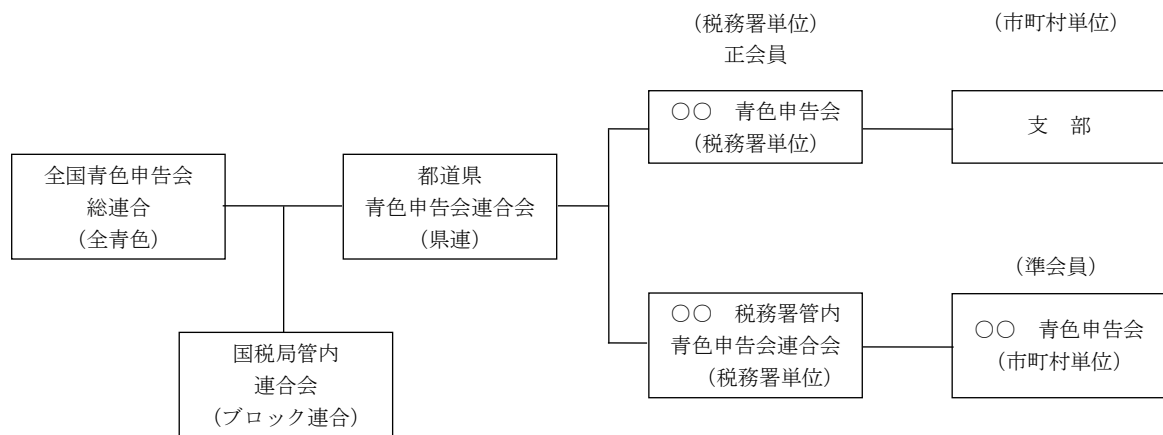 (税務署単位)
正会員
(市町村単位)
○○　青色申告会
(税務署単位)
支　部
全国青色申告会
総連合
(全青色)
都道県
青色申告会連合会
(県連)
国税局管内
連合会
(ブロック連合)
○○　税務署管内
青色申告会連合会
(税務署単位)
(準会員)
○○　青色申告会
(市町村単位)